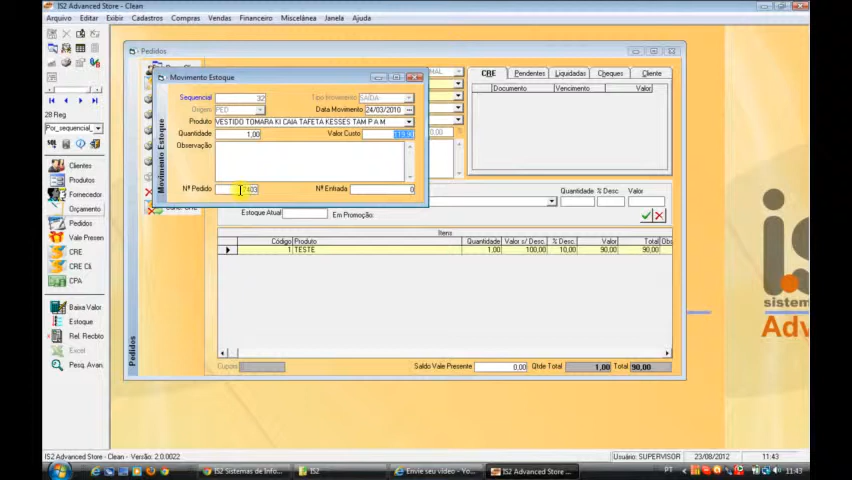 IS2 Advanced Store - Clean
Arquivo Editar Exibir Cadastros Compras Vendas Financeiro Miscelânea Janela Ajuda
Pedidos
Movimento Estoque
CRE Pendentes Liquidadas Cheques Cliente
Documento Vencimento Valor
Sequencial 32 Tipo Movimento SAÍDA
Origem PED Data Movimento 24/03/2010
Produto VESTIDO TOMARA KI CAIA TAFETA KESSES TAM P A M
Quantidade 1,00 Valor Custo
Observação
Nº Pedido Nº Entrada 0
Movimento Estoque
28 Reg
Por_sequencial_
Clientes
Produtos
Fornecedor
Orçamento
Pedidos
Vale Presen
CRE
CRE Cli
CPA
Baixa Valor
Estoque
Rel. Recbto
Excel
Pesq. Avan.
Quantidade % Desc. Valor
Estoque Atual Em Promoção:
Itens
Código Produto Quantidade Valor s/ Desc. % Desc. Valor Total Obs
1 TESTE 1,00 100,00 10,00 90,00 90,00
Pedidos
Cupom Saldo Vale Presente 0,00 Qtde Total 1,00 Total 90,00
sistem
Adv
IS2 Advanced Store - Versão: 2.0.0022 Usuário: SUPERVISOR 23/08/2012 11:43
IS2 Sistemas de Info... IS2 Envie seu vídeo - Yo... IS2 Advanced Store ... PT 11:43